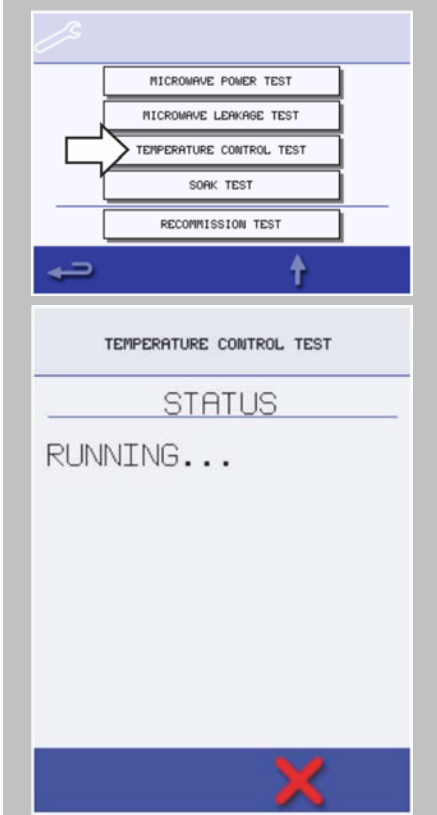 MICROWAVE POWER TEST
MICROWAVE LEAKAGE TEST
TEMPERATURE CONTROL TEST
SOAK TEST
RECOMMISSION TEST
TEMPERATURE CONTROL TEST
STATUS
RUNNING...